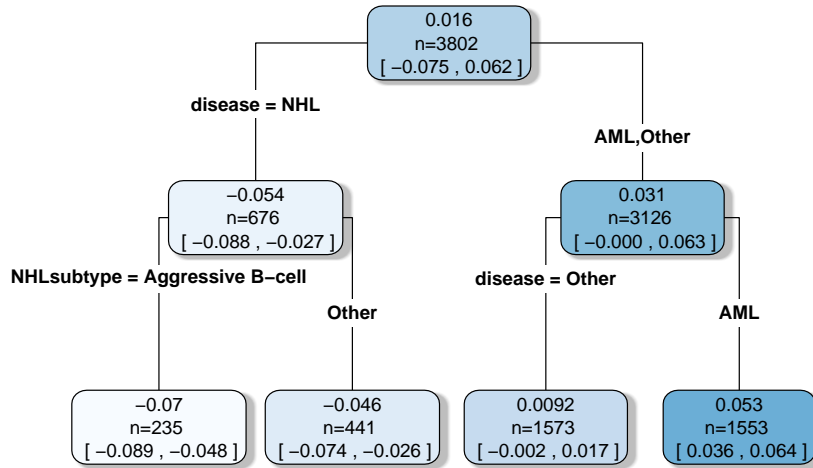 0.016
n=3802
[ −0.075 , 0.062 ]
disease = NHL
AML,Other
−0.054
n=676
[ −0.088 , −0.027 ]
0.031
n=3126
[ −0.000 , 0.063 ]
NHLsubtype = Aggressive B−cell
Other
disease = Other
AML
−0.07
n=235
[ −0.089 , −0.048 ]
−0.046
n=441
[ −0.074 , −0.026 ]
0.0092
n=1573
[ −0.002 , 0.017 ]
0.053
n=1553
[ 0.036 , 0.064 ]